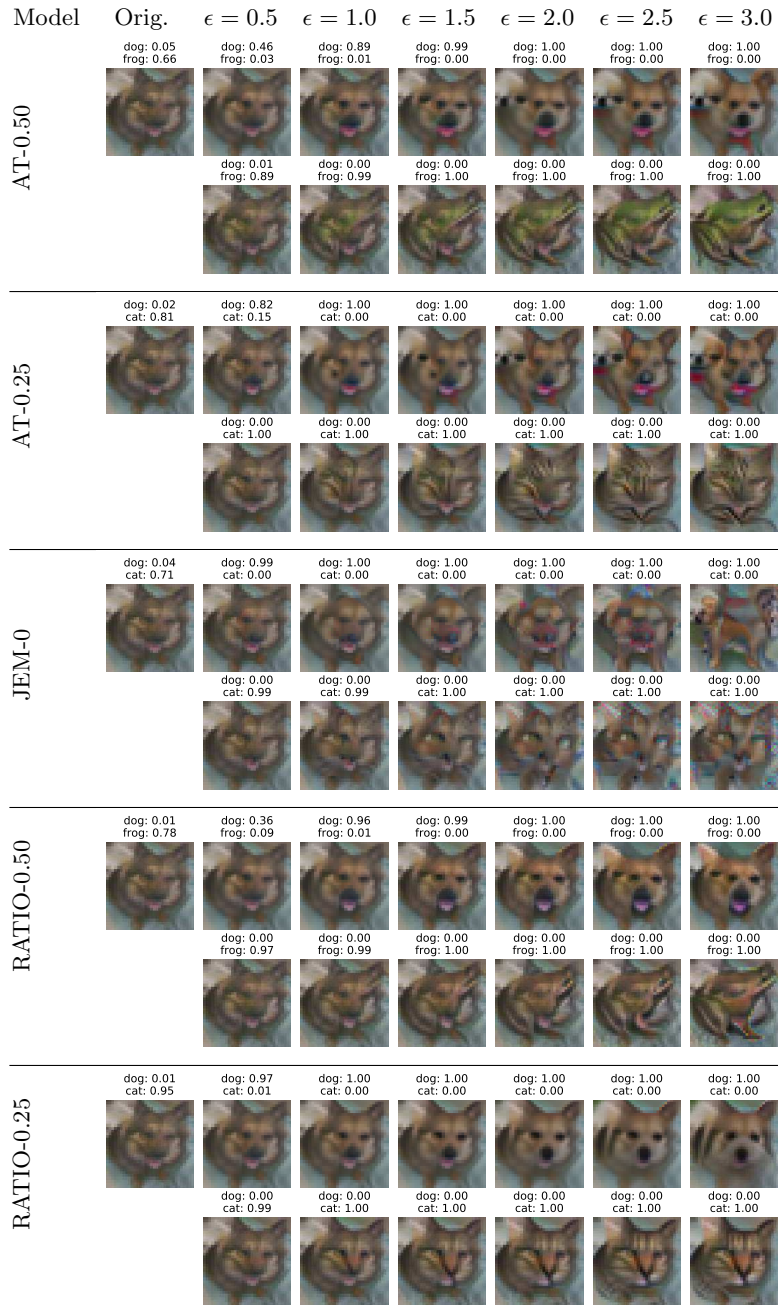 Model Orig. ϵ = 0.5 ϵ = 1.0 ϵ = 1.5 ϵ = 2.0 ϵ = 2.5 ϵ = 3.0
AT-0.50
dog: 0.05 dog: 0.46 dog: 0.89 dog: 0.99 dog: 1.00 dog: 1.00 dog: 1.00
frog: 0.66 frog: 0.03 frog: 0.01 frog: 0.00 frog: 0.00 frog: 0.00 frog: 0.00
dog: 0.01 dog: 0.00 dog: 0.00 dog: 0.00 dog: 0.00 dog: 0.00
frog: 0.89 frog: 0.99 frog: 1.00 frog: 1.00 frog: 1.00 frog: 1.00
AT-0.25
dog: 0.02 dog: 0.82 dog: 1.00 dog: 1.00 dog: 1.00 dog: 1.00 dog: 1.00
cat: 0.81 cat: 0.15 cat: 0.00 cat: 0.00 cat: 0.00 cat: 0.00 cat: 0.00
dog: 0.00 dog: 0.00 dog: 0.00 dog: 0.00 dog: 0.00 dog: 0.00
cat: 1.00 cat: 1.00 cat: 1.00 cat: 1.00 cat: 1.00 cat: 1.00
JEM-0
dog: 0.04 dog: 0.99 dog: 1.00 dog: 1.00 dog: 1.00 dog: 1.00 dog: 1.00
cat: 0.71 cat: 0.00 cat: 0.00 cat: 0.00 cat: 0.00 cat: 0.00 cat: 0.00
dog: 0.00 dog: 0.00 dog: 0.00 dog: 0.00 dog: 0.00 dog: 0.00
cat: 0.99 cat: 0.99 cat: 1.00 cat: 1.00 cat: 1.00 cat: 1.00
RATIO-0.50
dog: 0.01 dog: 0.36 dog: 0.96 dog: 0.99 dog: 1.00 dog: 1.00 dog: 1.00
frog: 0.78 frog: 0.09 frog: 0.01 frog: 0.00 frog: 0.00 frog: 0.00 frog: 0.00
dog: 0.00 dog: 0.00 dog: 0.00 dog: 0.00 dog: 0.00 dog: 0.00
frog: 0.97 frog: 0.99 frog: 1.00 frog: 1.00 frog: 1.00 frog: 1.00
RATIO-0.25
dog: 0.01 dog: 0.97 dog: 1.00 dog: 1.00 dog: 1.00 dog: 1.00 dog: 1.00
cat: 0.95 cat: 0.01 cat: 0.00 cat: 0.00 cat: 0.00 cat: 0.00 cat: 0.00
dog: 0.00 dog: 0.00 dog: 0.00 dog: 0.00 dog: 0.00 dog: 0.00
cat: 0.99 cat: 1.00 cat: 1.00 cat: 1.00 cat: 1.00 cat: 1.00